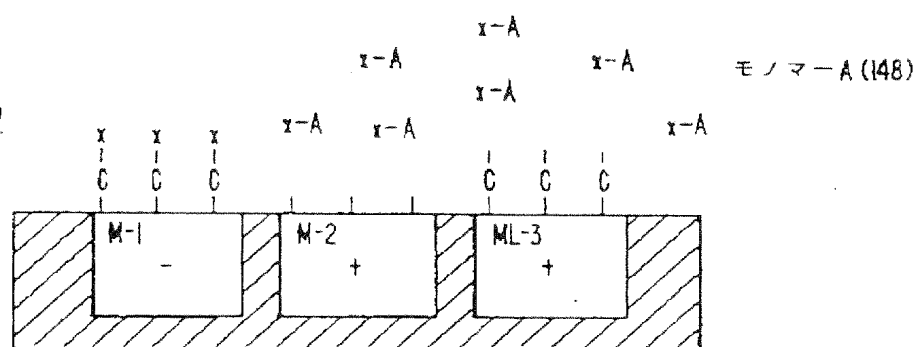 x-A
x-A
x-A
モノマーA(148)
x-A
x-A
x-A
x-A
x x x
C C C
C C C
M-1
M-2
ML-3
-
+
+